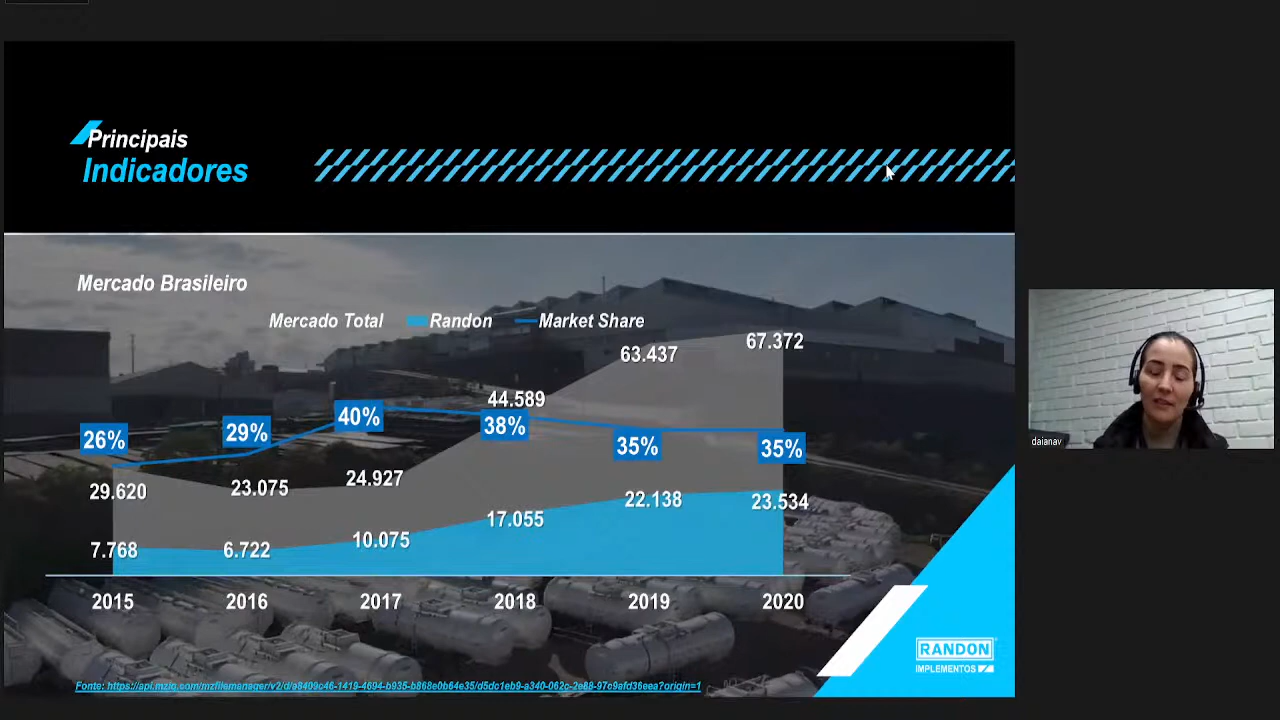 Principais
Indicadores
Mercado Brasileiro
Mercado Total Randon Market Share
63.437 67.372
44.589
26% 29% 40% 38% 35% 35%
29.620 23.075 24.927
22.138 23.534
7.768 6.722 10.075 17.055
2015 2016 2017 2018 2019 2020
RANDON
IMPLEMENTOS
daianav